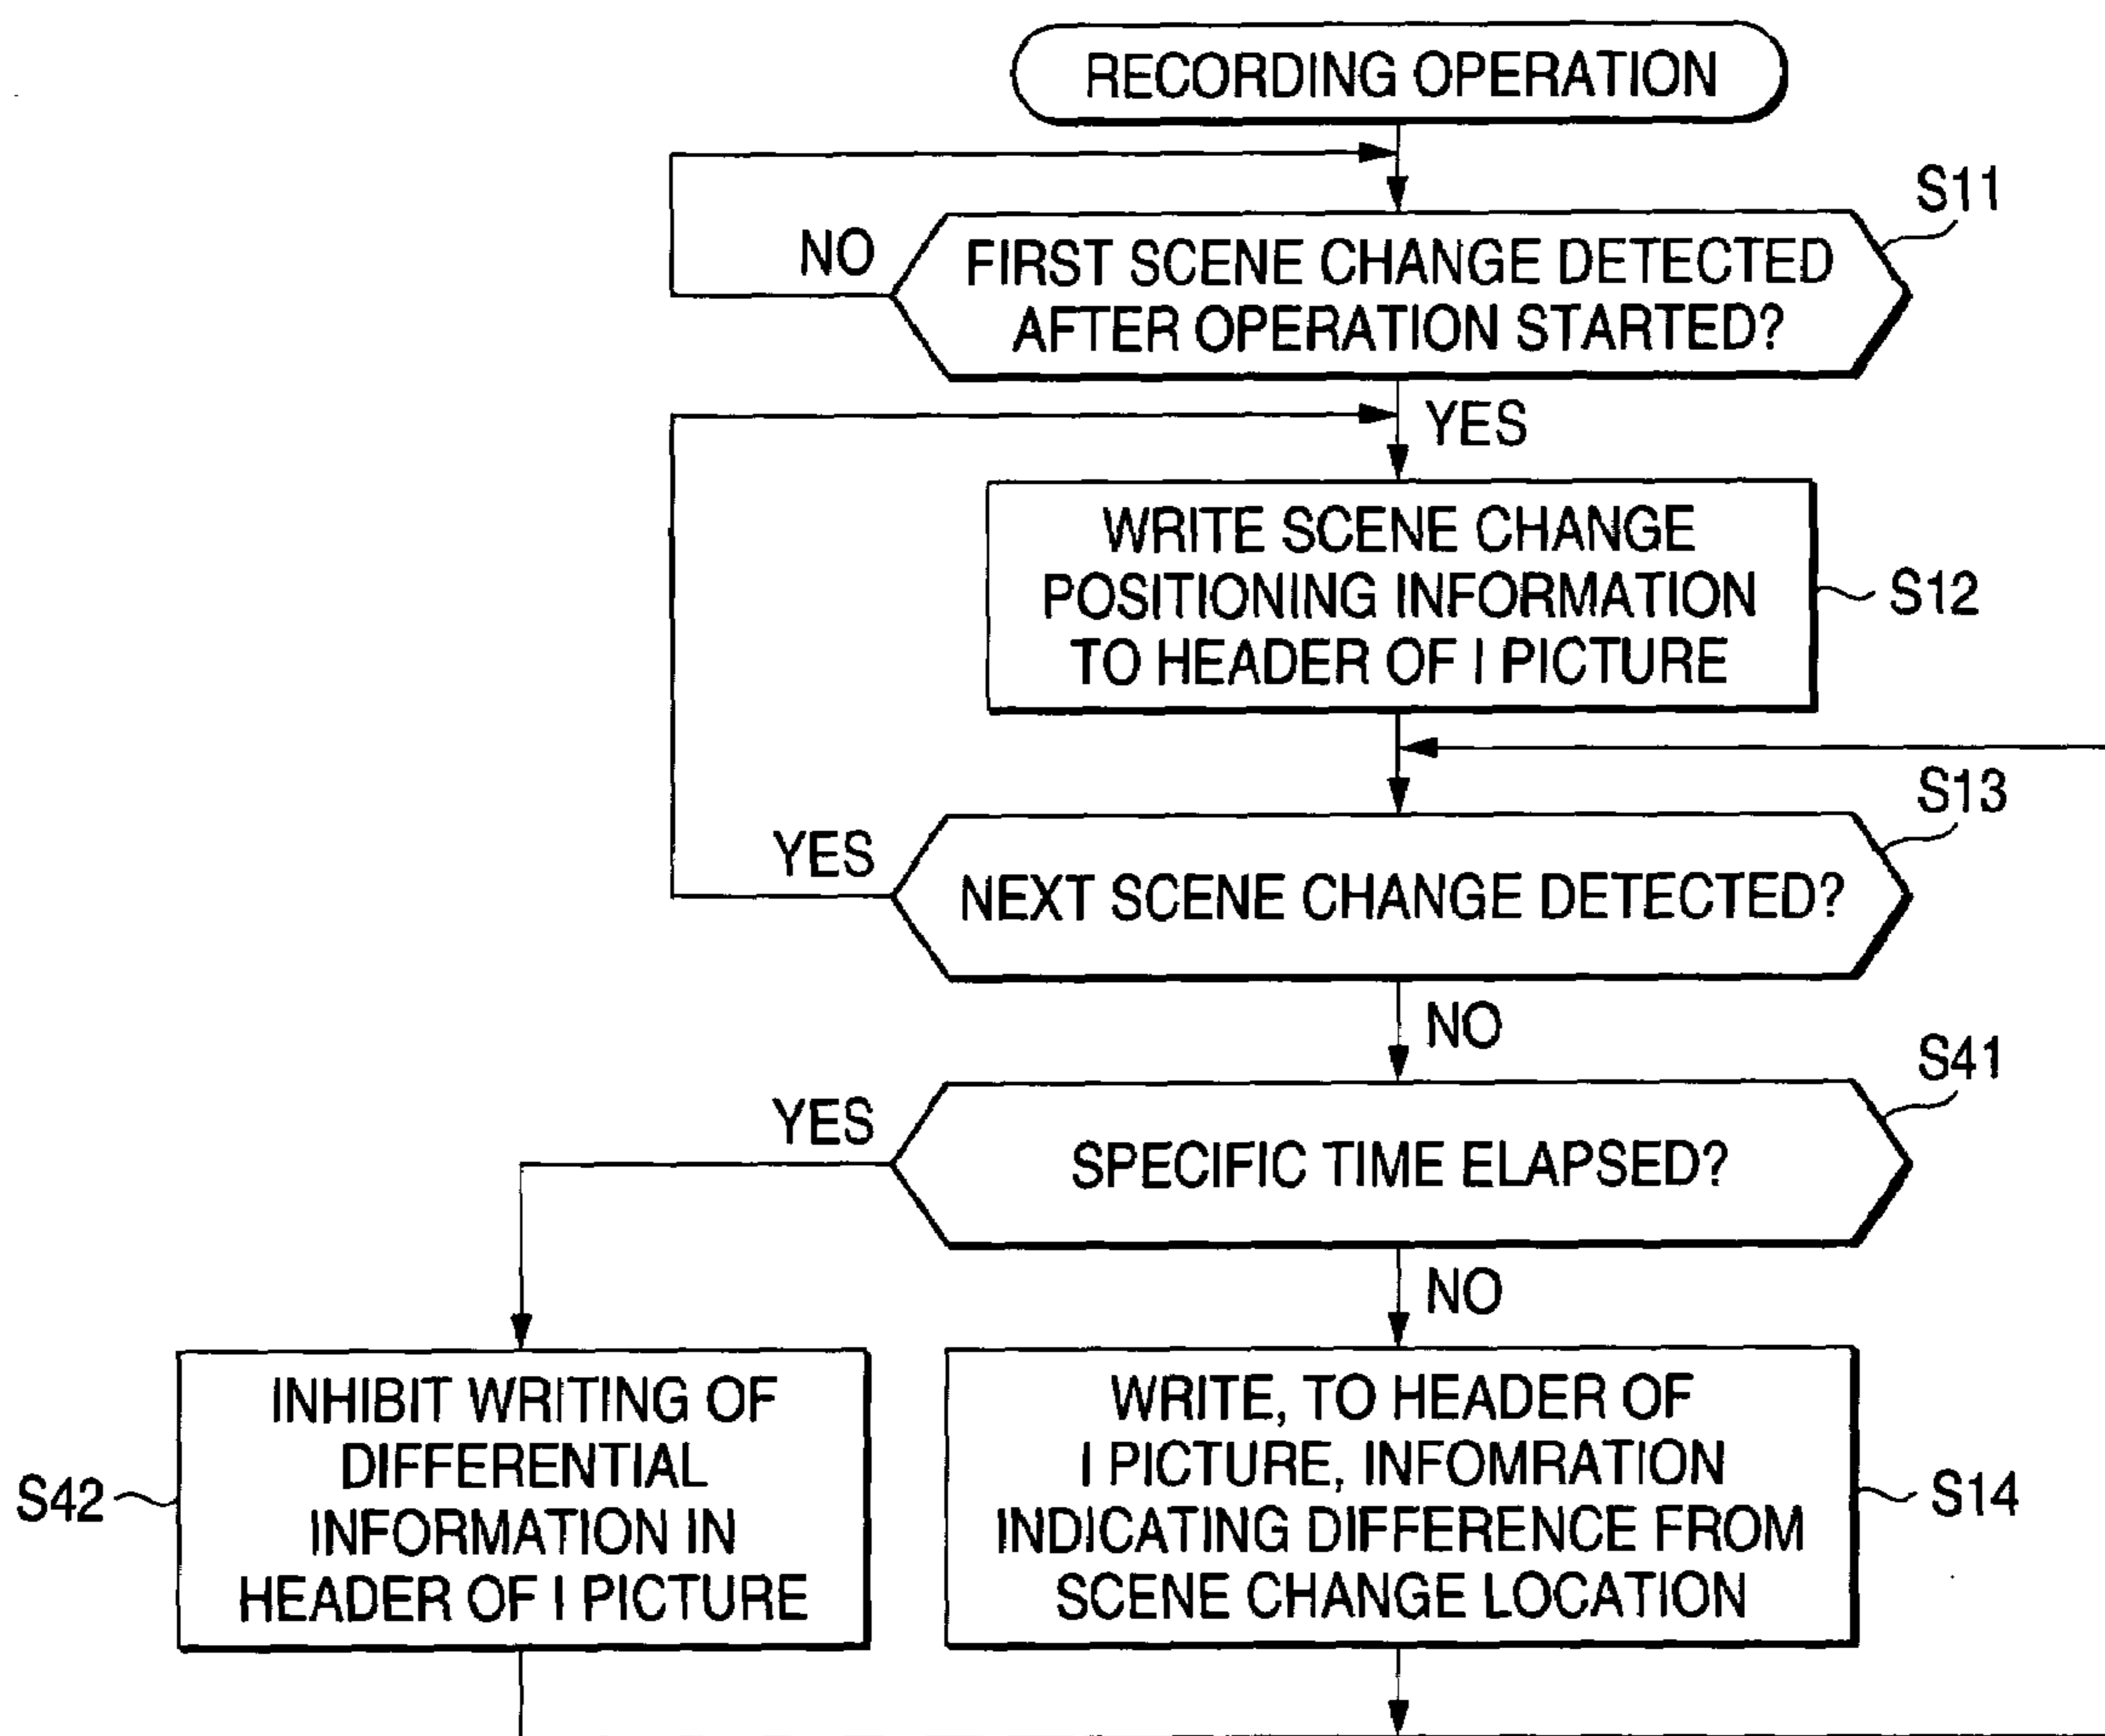 RECORDING OPERATION
S11
NO
FIRST SCENE CHANGE DETECTED
AFTER OPERATION STARTED?
YES
WRITE SCENE CHANGE
POSITIONING INFORMATION
TO HEADER OF I PICTURE
S12
S13
YES
NEXT SCENE CHANGE DETECTED?
NO
S41
YES
SPECIFIC TIME ELAPSED?
NO
INHIBIT WRITING OF
DIFFERENTIAL
INFORMATION IN
HEADER OF I PICTURE
S42
WRITE, TO HEADER OF
I PICTURE, INFOMRATION
INDICATING DIFFERENCE FROM
SCENE CHANGE LOCATION
S14